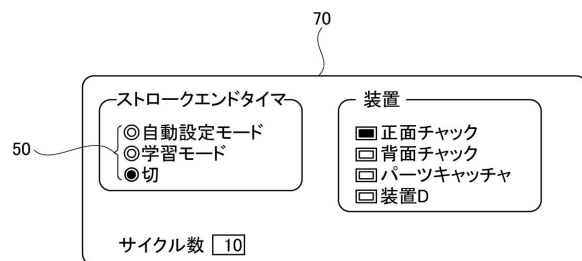 70
ストロークエンドタイマ
50
自動設定モード
学習モード
切
装置
正面チャック
背面チャック
パーツキャッチャ
装置D
サイクル数 10